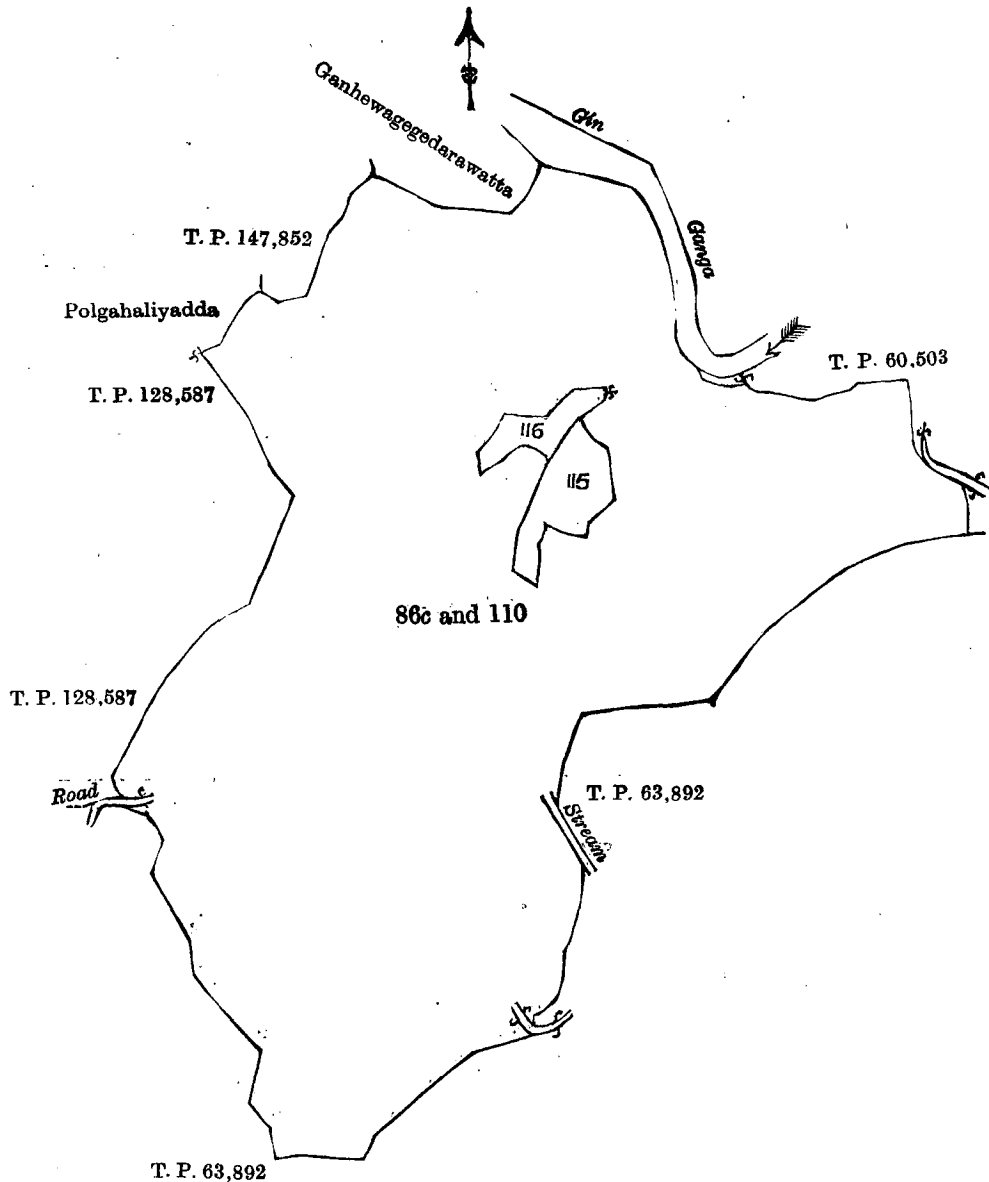 Ganhewagegedarawatta
Gin
Ganga
T. P. 147,852
Polgahaliyadda
T. P. 60,503
T. P. 128,587
116
115
86c and 110
T. P. 128,587
Road
T. P. 63,892
Stream
T. P. 63,892